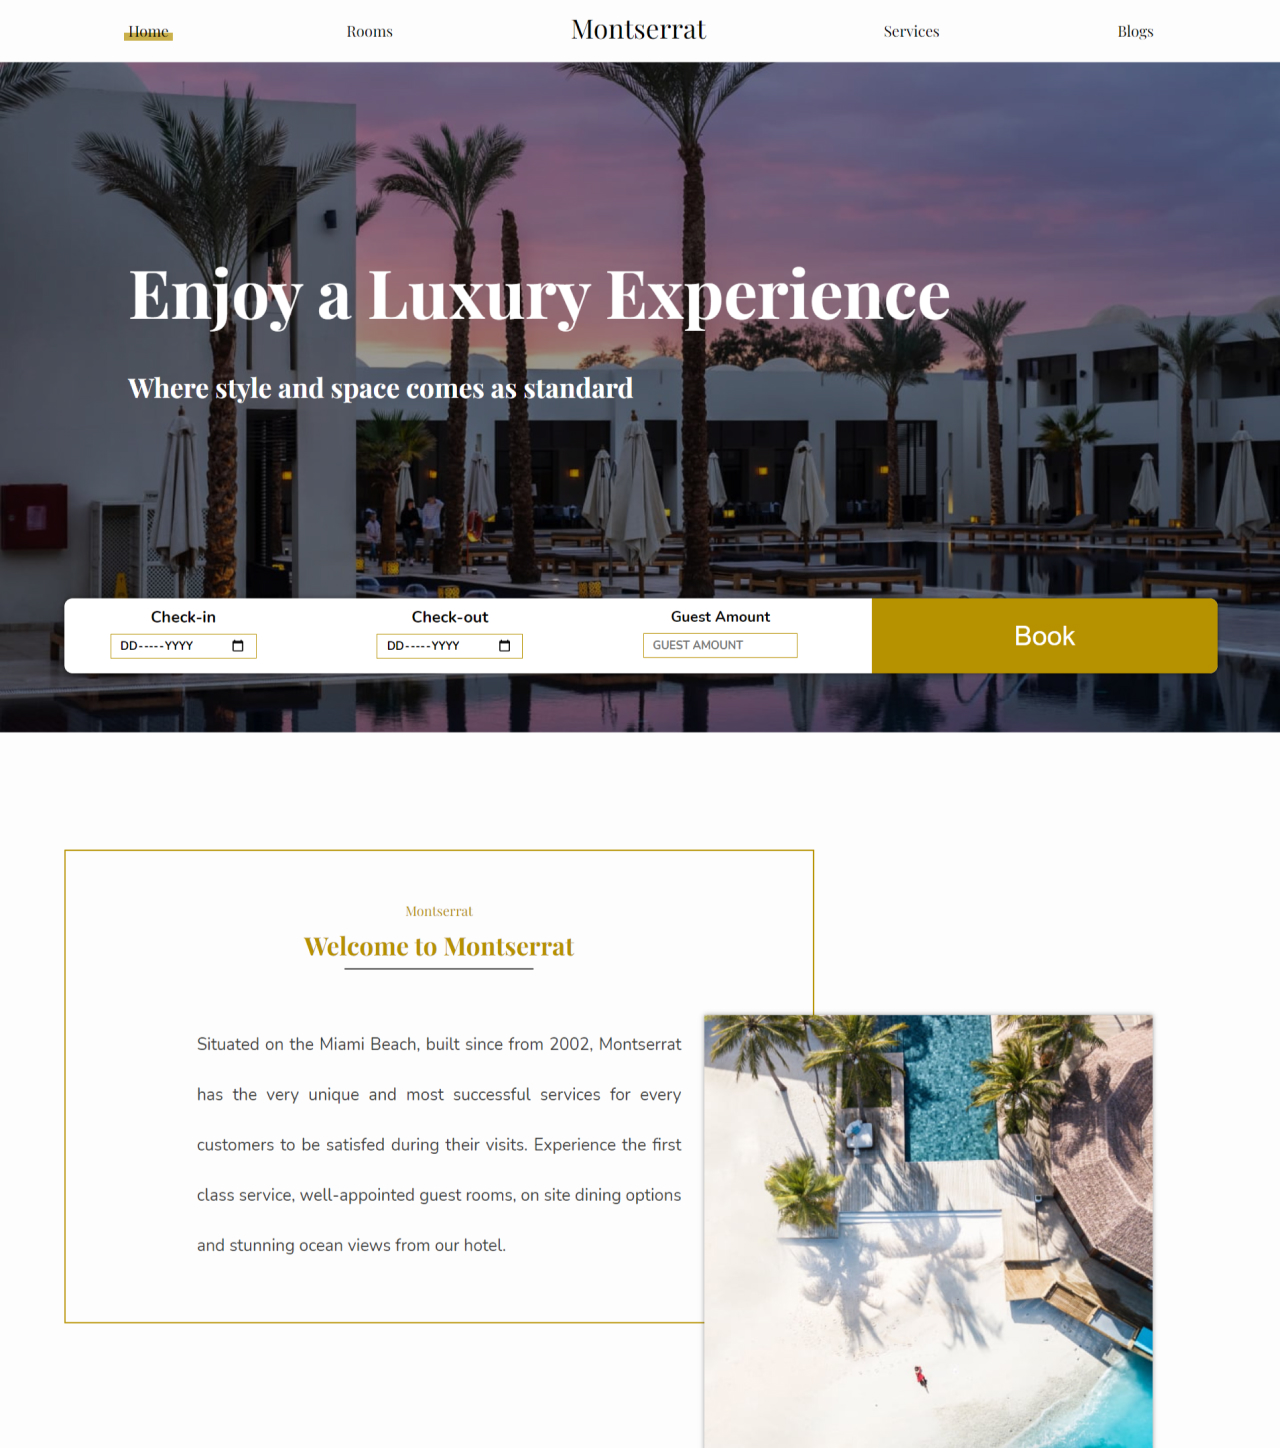 Home Rooms Montserrat Services Blogs
Enjoy a Luxury Experience
Where style and space comes as standard
Check-in Check-out Guest Amount
DD-----YYYY DD-----YYYY GUEST AMOUNT
Book
Montserrat
Welcome to Montserrat
Situated on the Miami Beach, built since from 2002, Montserrat
has the very unique and most successful services for every
customers to be satisfed during their visits. Experience the first
class service, well-appointed guest rooms, on site dining options
and stunning ocean views from our hotel.